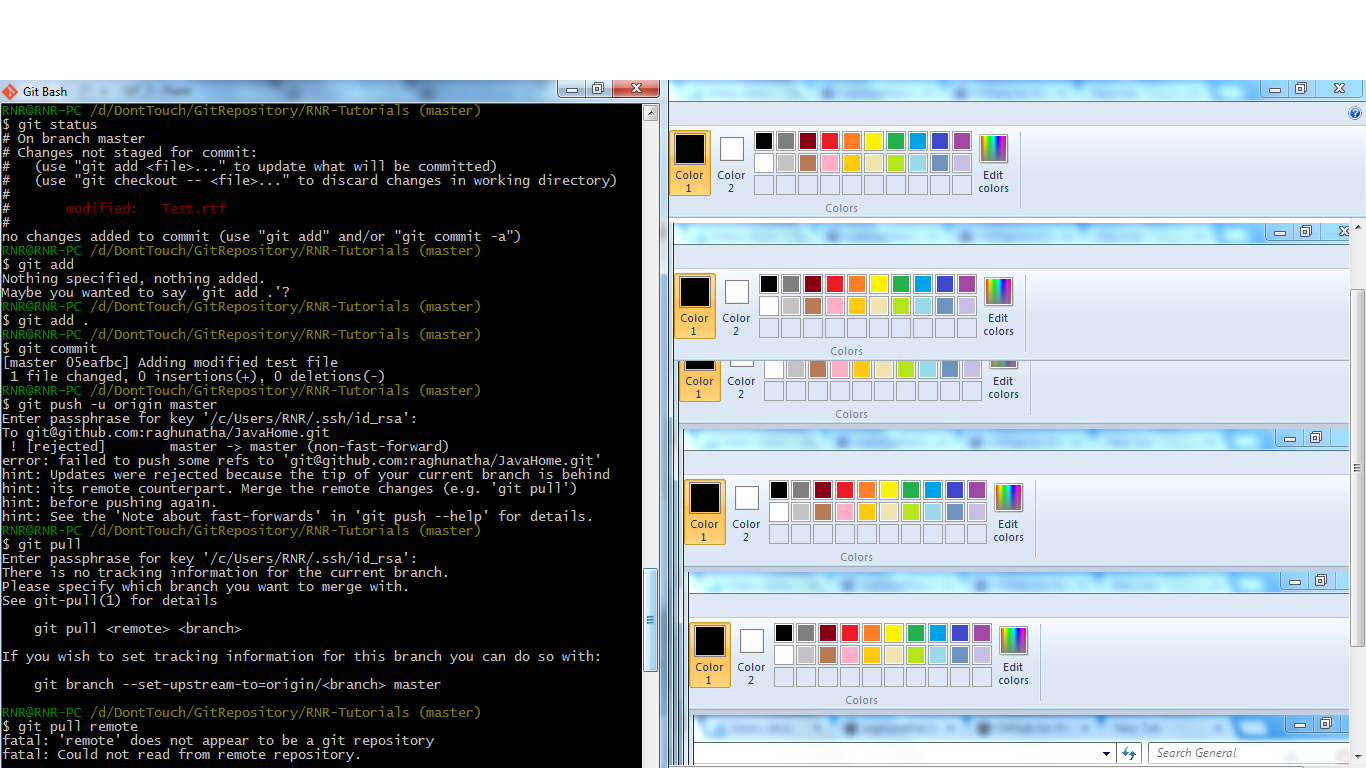 Git Bash
RNR@RNR-PC /d/DontTouch/GitRepository/RNR-Tutorials (master)
$ git status
# On branch master
# Changes not staged for commit:
#   (use "git add <file>..." to update what will be committed)
#   (use "git checkout -- <file>..." to discard changes in working directory)
#
#       modified:   Test.rtf
#
no changes added to commit (use "git add" and/or "git commit -a")
RNR@RNR-PC /d/DontTouch/GitRepository/RNR-Tutorials (master)
$ git add
Nothing specified, nothing added.
Maybe you wanted to say 'git add .'?
RNR@RNR-PC /d/DontTouch/GitRepository/RNR-Tutorials (master)
$ git add .
RNR@RNR-PC /d/DontTouch/GitRepository/RNR-Tutorials (master)
$ git commit
[master 05eafbc] Adding modified test file
 1 file changed, 0 insertions(+), 0 deletions(-)
RNR@RNR-PC /d/DontTouch/GitRepository/RNR-Tutorials (master)
$ git push -u origin master
Enter passphrase for key '/c/Users/RNR/.ssh/id_rsa':
To git@github.com:raghunatha/JavaHome.git
 ! [rejected]        master -> master (non-fast-forward)
error: failed to push some refs to 'git@github.com:raghunatha/JavaHome.git'
hint: Updates were rejected because the tip of your current branch is behind
hint: its remote counterpart. Merge the remote changes (e.g. 'git pull')
hint: before pushing again.
hint: See the 'Note about fast-forwards' in 'git push --help' for details.
RNR@RNR-PC /d/DontTouch/GitRepository/RNR-Tutorials (master)
$ git pull
Enter passphrase for key '/c/Users/RNR/.ssh/id_rsa':
There is no tracking information for the current branch.
Please specify which branch you want to merge with.
See git-pull(1) for details
    git pull <remote> <branch>
If you wish to set tracking information for this branch you can do so with:
    git branch --set-upstream-to=origin/<branch> master
RNR@RNR-PC /d/DontTouch/GitRepository/RNR-Tutorials (master)
$ git pull remote
fatal: 'remote' does not appear to be a git repository
fatal: Could not read from remote repository.
Color Color Edit
1 2 colors
Colors
Color Color Edit
1 2 colors
Colors
Color Color Edit
1 2 colors
Colors
Color Color Edit
1 2 colors
Colors
Color Color Edit
1 2 colors
Colors
Search General